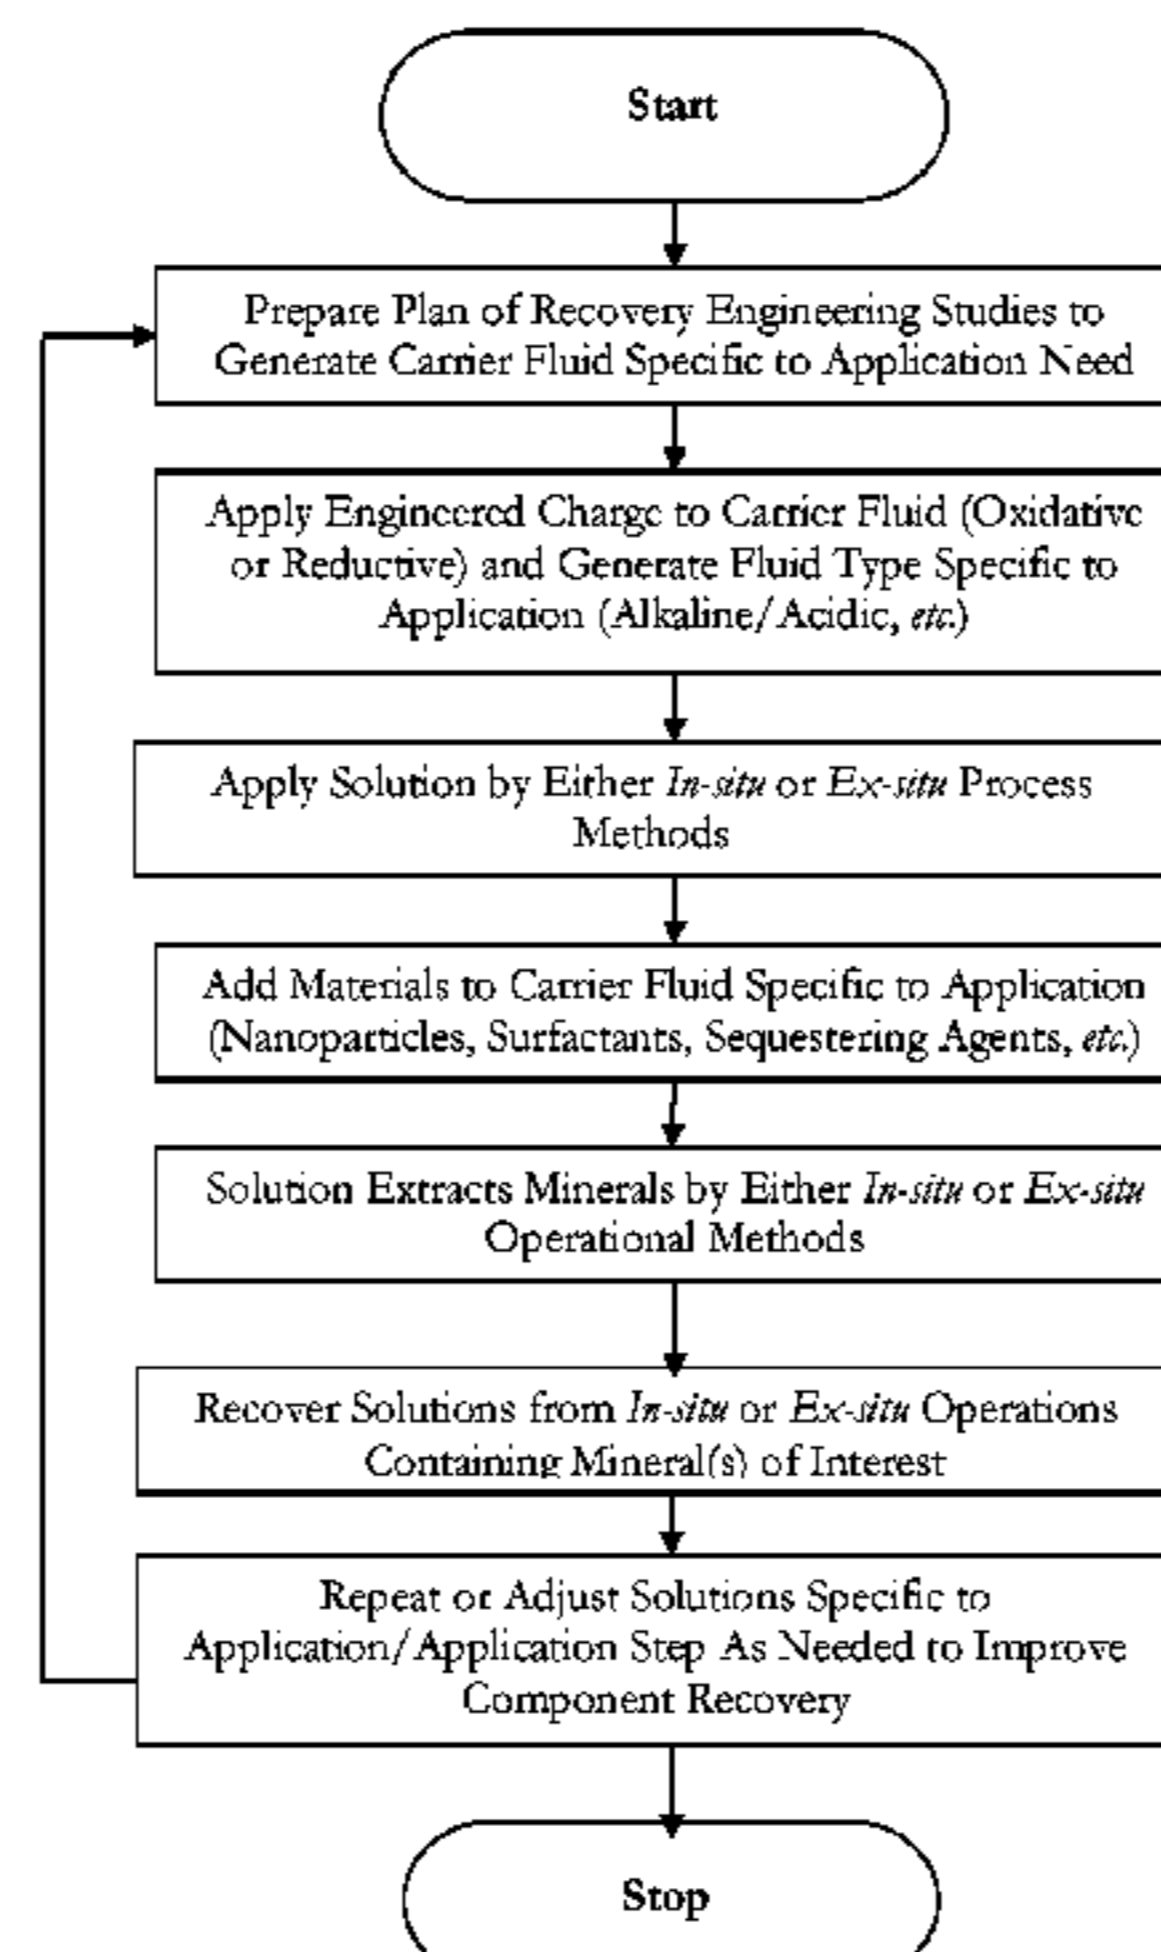 Start
Prepare Plan of Recovery Engineering Studies to
Generate Carrier Fluid Specific to Application Need
Apply Engineered Charge to Carrier Fluid (Oxidative
or Reductive) and Generate Fluid Type Specific to
Application (Alkaline/Acidic, etc.)
Apply Solution by Either In-situ or Ex-situ Process
Methods
Add Materials to Carrier Fluid Specific to Application
(Nanoparticles, Surfactants, Sequestering Agents, etc.)
Solution Extracts Minerals by Either In-situ or Ex-situ
Operational Methods
Recover Solutions from In-situ or Ex-situ Operations
Containing Mineral(s) of Interest
Repeat or Adjust Solutions Specific to
Application/Application Step As Needed to Improve
Component Recovery
Stop